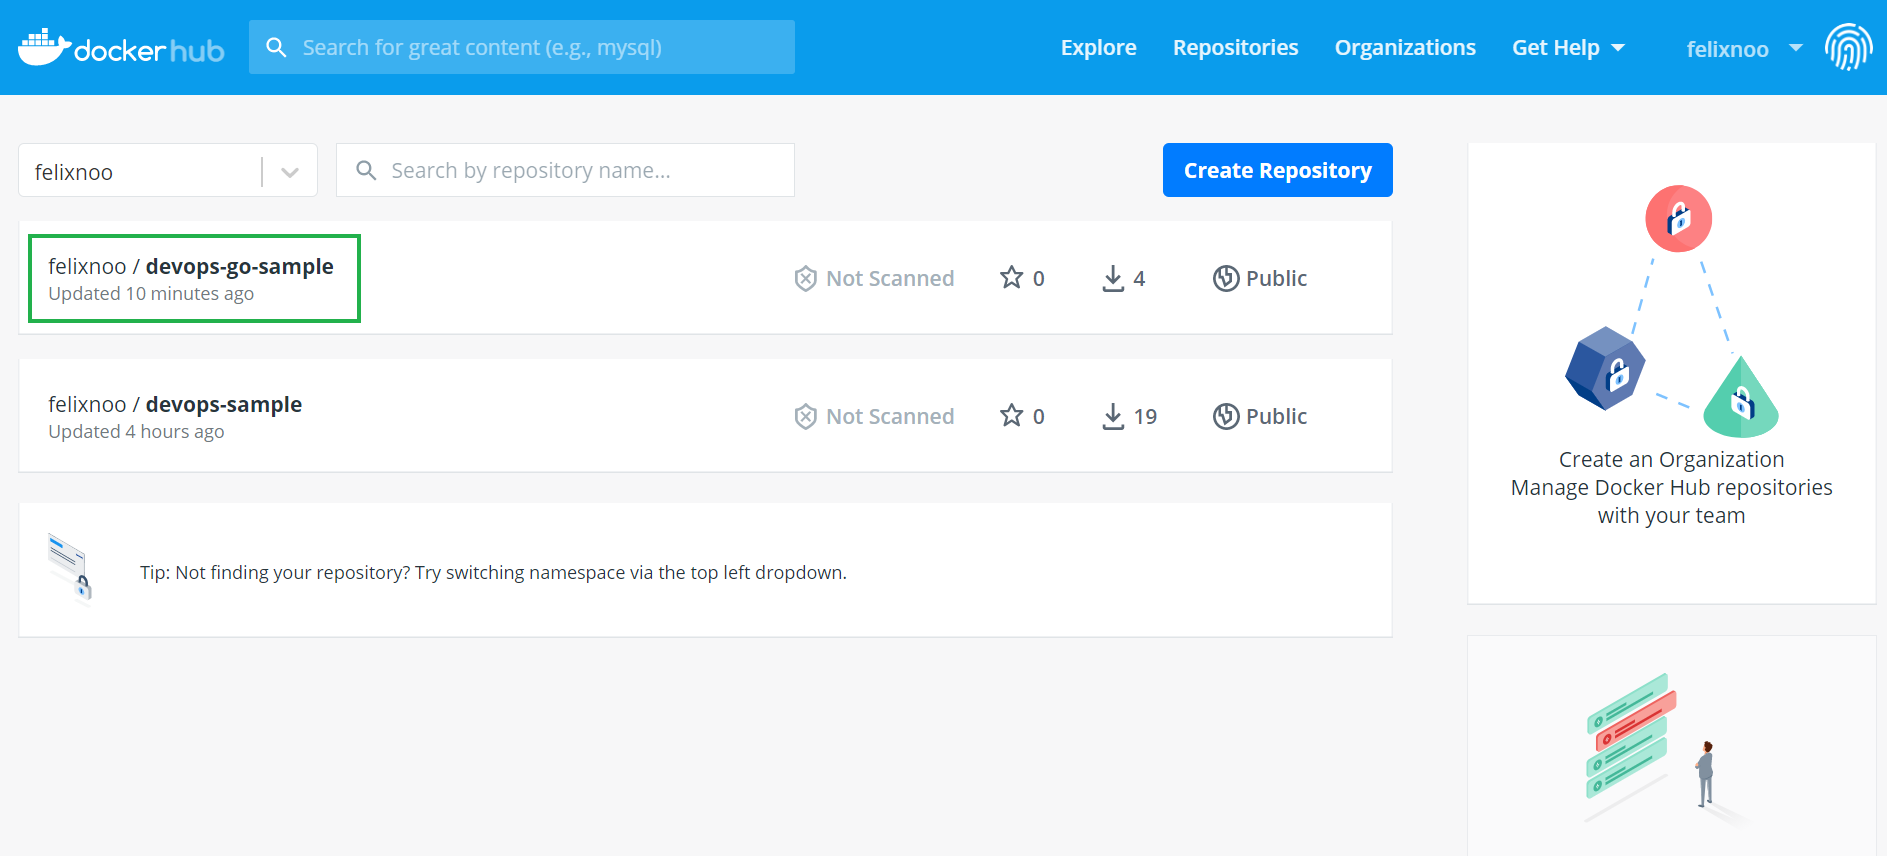 docker hub
Search for great content (e.g., mysql)
Explore
Repositories
Organizations
Get Help
felixnoo
felixnoo
Search by repository name...
Create Repository
felixnoo / devops-go-sample
Updated 10 minutes ago
Not Scanned
0
4
Public
felixnoo / devops-sample
Updated 4 hours ago
Not Scanned
0
19
Public
Tip: Not finding your repository? Try switching namespace via the top left dropdown.
Create an Organization
Manage Docker Hub repositories
with your team